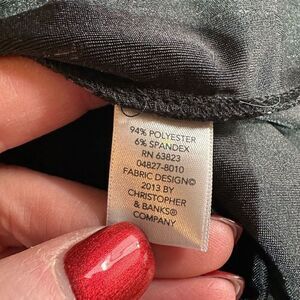 94% POLYESTER
6% SPANDEX
RN 63823
04827-8010
FABRIC DESIGN©
2013 BY
CHRISTOPHER
& BANKS®
COMPANY